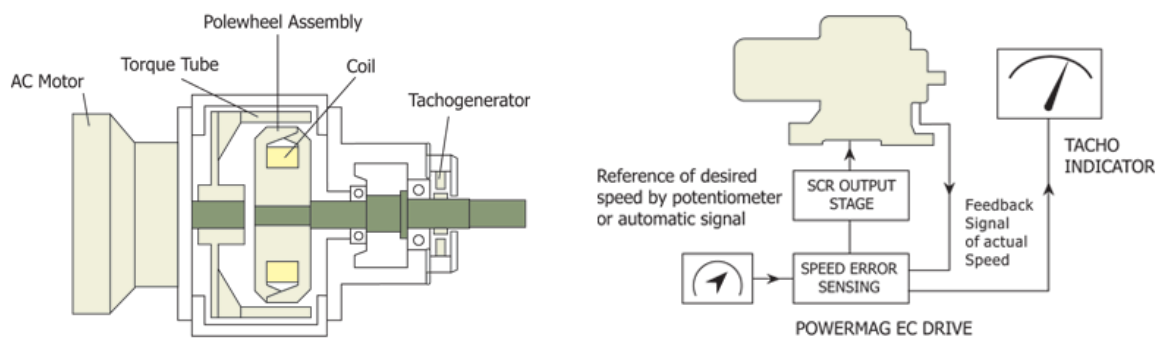 Polewheel Assembly
Torque Tube
Coil
AC Motor
Tachogenerator
TACHO
INDICATOR
Reference of desired
speed by potentiometer
or automatic signal
SCR OUTPUT
STAGE
Feedback
Signal
of actual
Speed
SPEED ERROR
SENSING
POWERMAG EC DRIVE